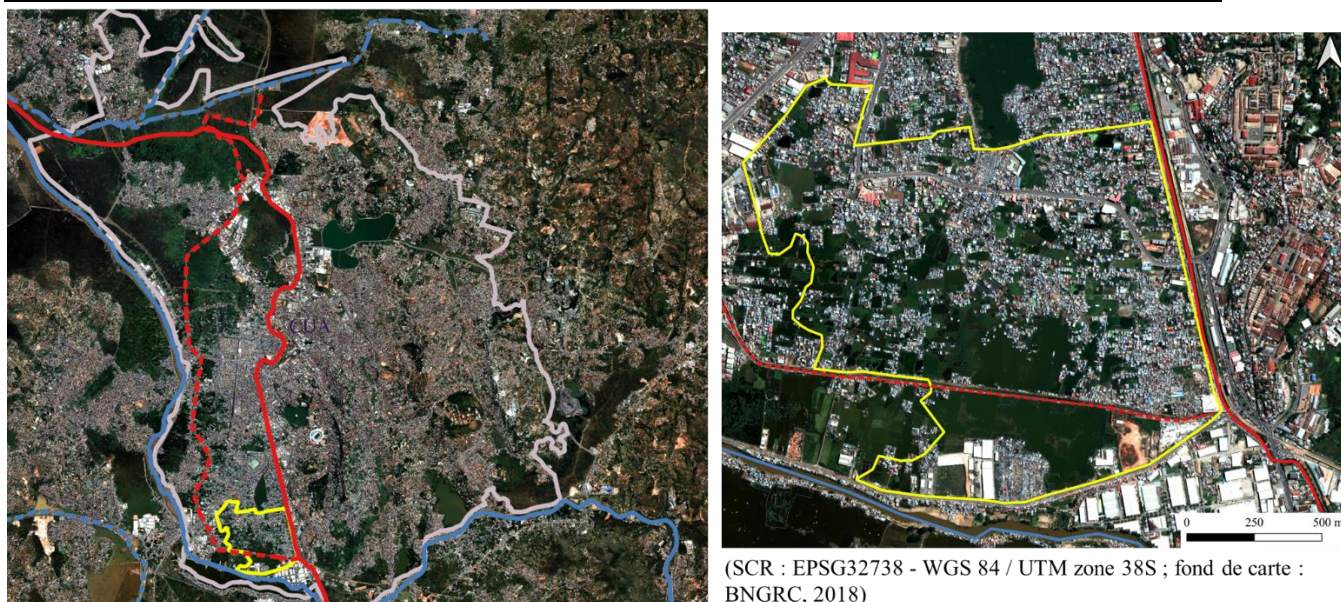 CUA
0 250 500 m
(SCR : EPSG32738 - WGS 84 / UTM zone 38S ; fond de carte :
BNGRC, 2018)